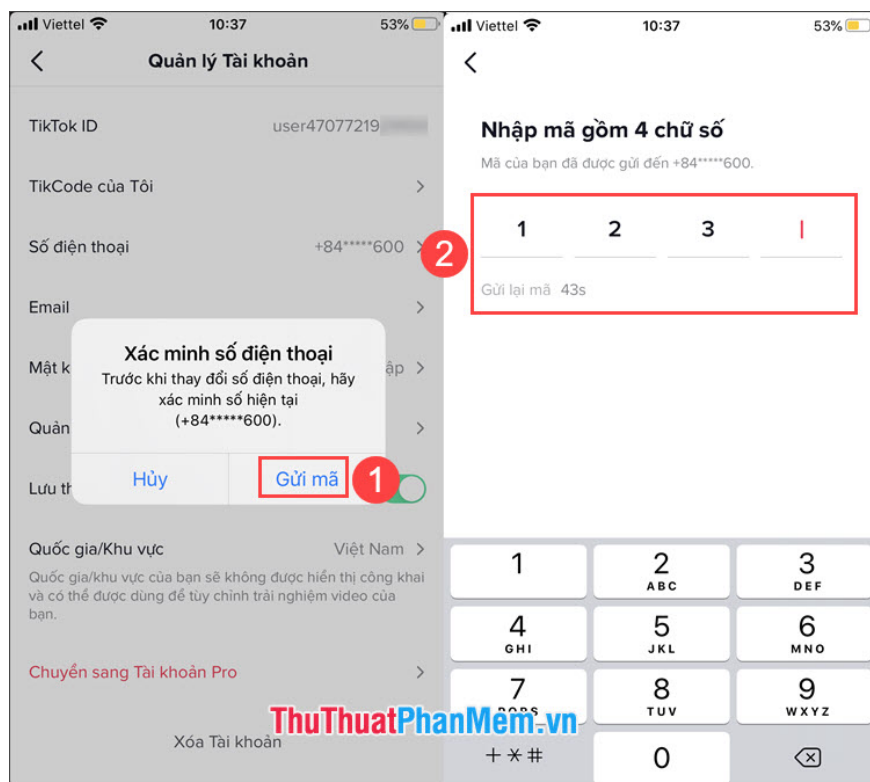 Viettel 10:37 53%
Quản lý Tài khoản
TikTok ID user47077219
TikCode của Tôi
Số điện thoại +84*****600
Email
Mật k ập
Quản
Lưu th
Xác minh số điện thoại
Trước khi thay đổi số điện thoại, hãy
xác minh số hiện tại
(+84*****600).
Hủy Gửi mã 1
Quốc gia/Khu vực Việt Nam
Quốc gia/khu vực của bạn sẽ không được hiển thị công khai
và có thể được dùng để tùy chỉnh trải nghiệm video của
bạn.
Chuyển sang Tài khoản Pro
Xóa Tài khoản
Viettel 10:37 53%
Nhập mã gồm 4 chữ số
Mã của bạn đã được gửi đến +84*****600.
2
1 2 3
Gửi lại mã 43s
1 2 3
ABC DEF
4 5 6
GHI JKL MNO
7 8 9
PQRS TUV WXYZ
+*# 0
ThuThuatPhanMem.vn